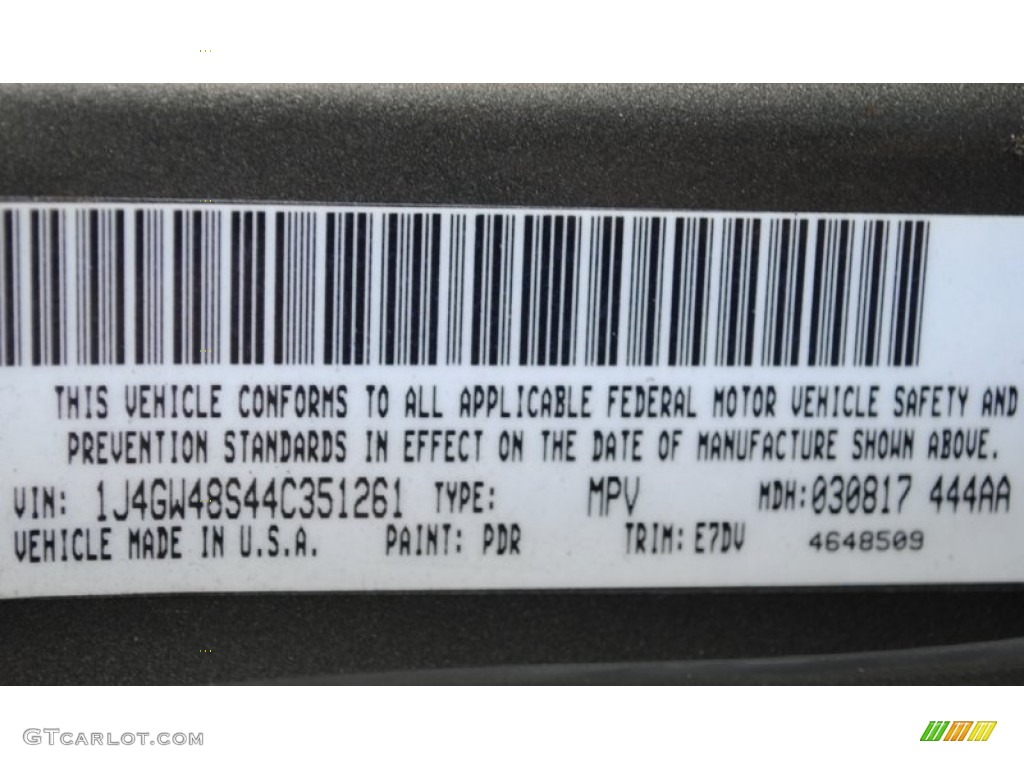 THIS VEHICLE CONFORMS TO ALL APPLICABLE FEDERAL MOTOR VEHICLE SAFETY AND
PREVENTION STANDARDS IN EFFECT ON THE DATE OF MANUFACTURE SHOWN ABOVE.
VIN: 1J4GW48S44C351261 TYPE: MPV MDH:030817 444AA
VEHICLE MADE IN U.S.A. PAINT: PDR TRIM: E7DV 4648509
GTCARLOT.COM